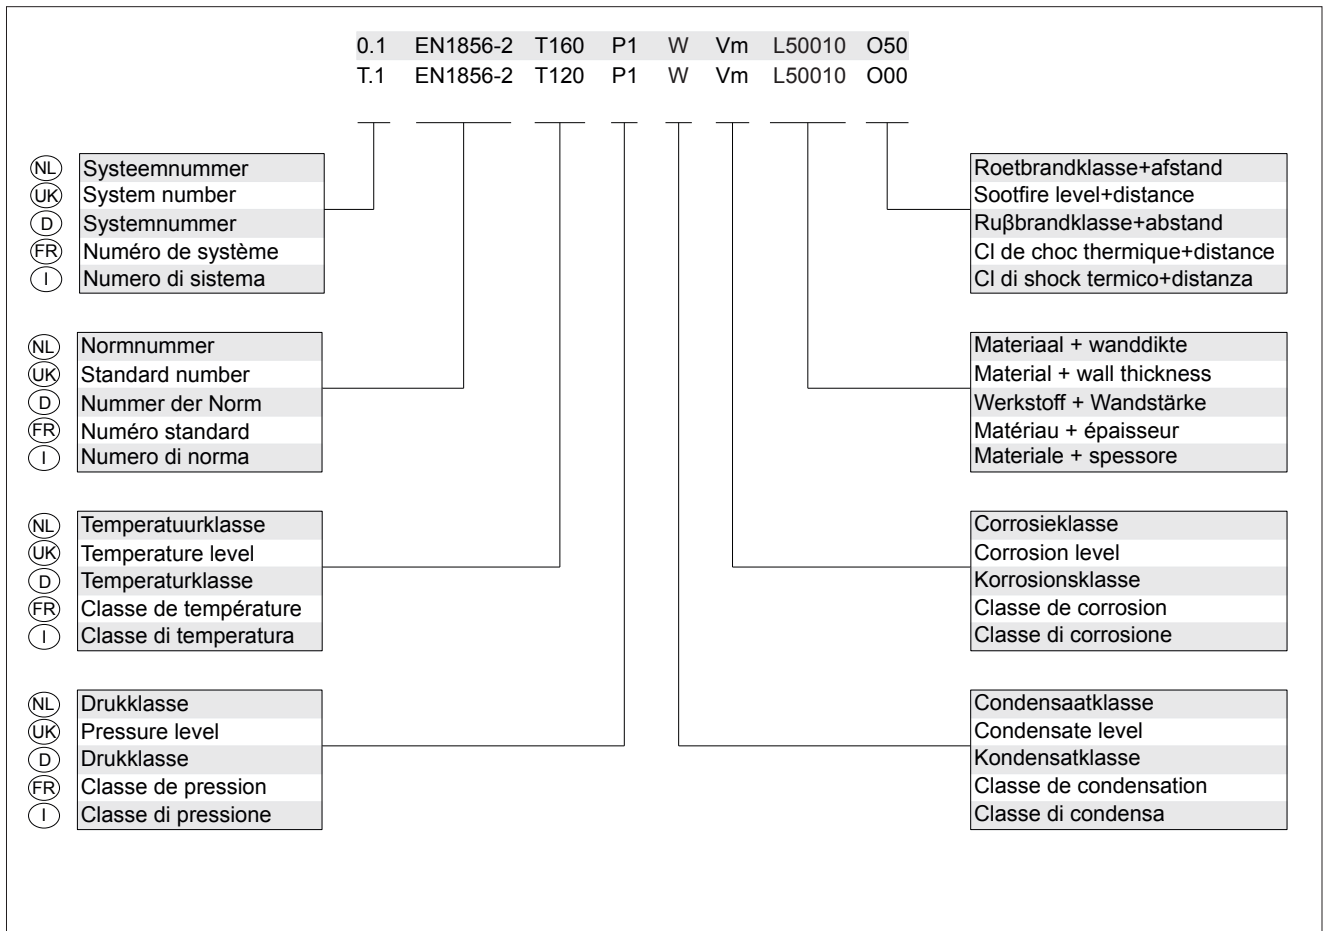 0.1 EN1856-2 T160 P1 W Vm L50010 O50
T.1 EN1856-2 T120 P1 W Vm L50010 O00
NL Systeemnummer
UK System number
D Systemnummer
FR Numéro de système
I Numero di sistema
Roetbrandklasse+afstand
Sootfire level+distance
Ruβbrandklasse+abstand
Cl de choc thermique+distance
Cl di shock termico+distanza
NL Normnummer
UK Standard number
D Nummer der Norm
FR Numéro standard
I Numero di norma
Materiaal + wanddikte
Material + wall thickness
Werkstoff + Wandstärke
Matériau + épaisseur
Materiale + spessore
NL Temperatuurklasse
UK Temperature level
D Temperaturklasse
FR Classe de température
I Classe di temperatura
Corrosieklasse
Corrosion level
Korrosionsklasse
Classe de corrosion
Classe di corrosione
NL Drukklasse
UK Pressure level
D Drukklasse
FR Classe de pression
I Classe di pressione
Condensaatklasse
Condensate level
Kondensatklasse
Classe de condensation
Classe di condensa